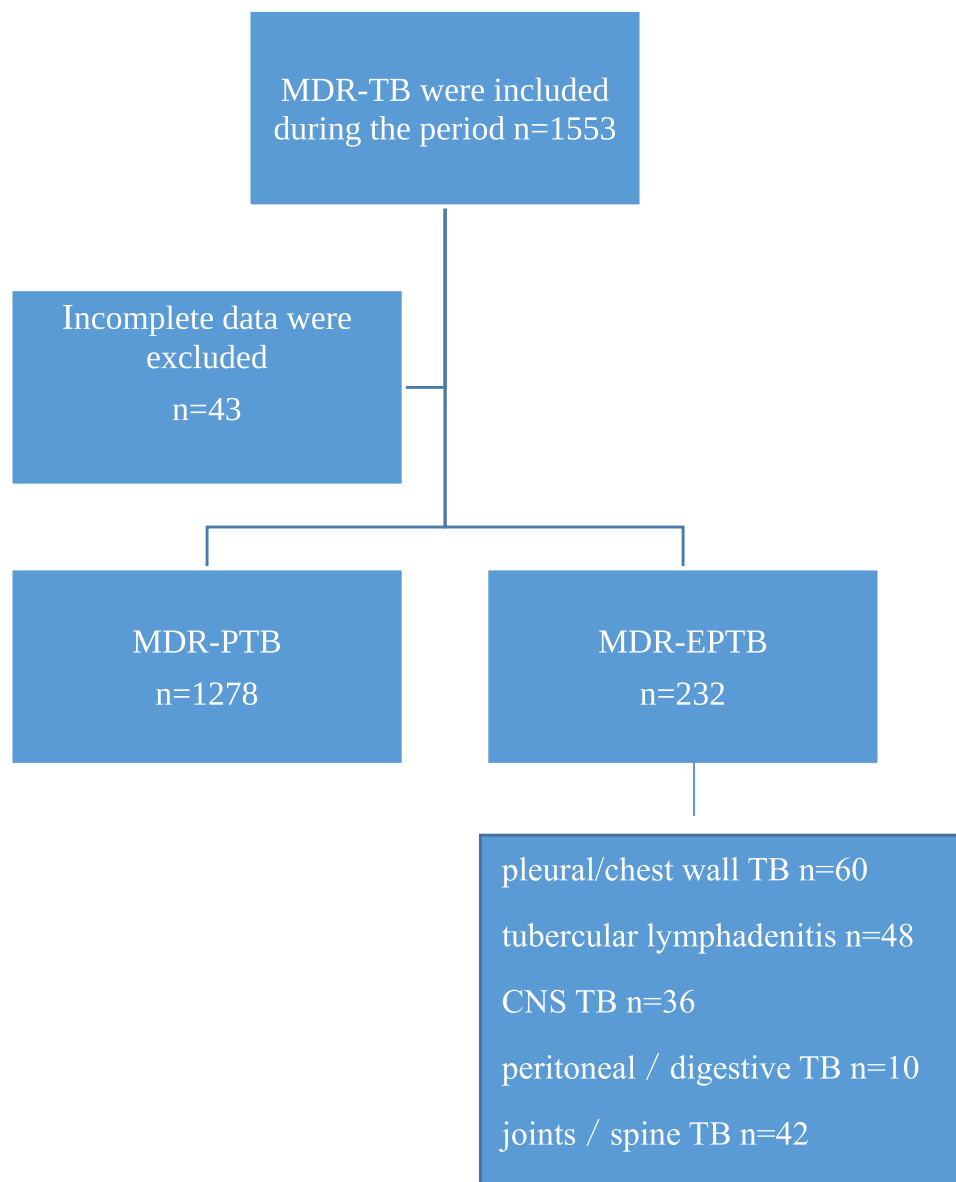 MDR-TB were included
during the period n=1553
Incomplete data were
excluded
n=43
MDR-PTB
n=1278
MDR-EPTB
n=232
pleural/chest wall TB n=60
tubercular lymphadenitis n=48
CNS TB n=36
peritoneal / digestive TB n=10
joints / spine TB n=42